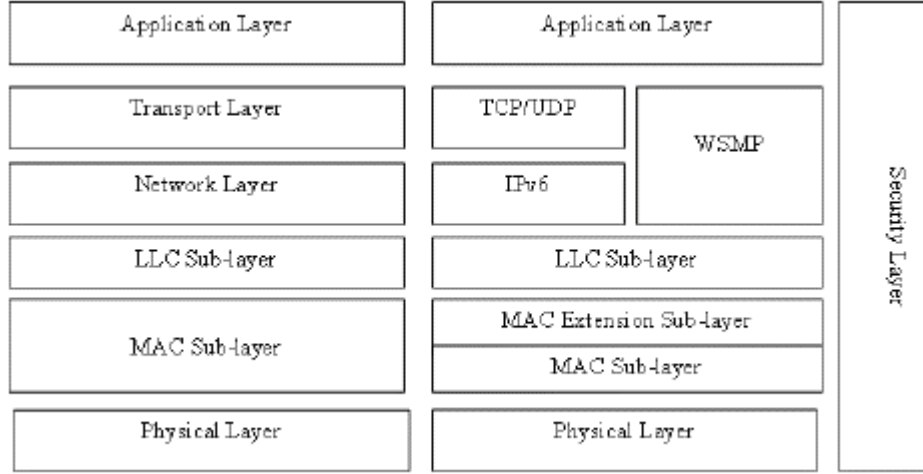 Application Layer
Application Layer
Transport Layer
TCP/UDP
WSMP
Network Layer
IPv6
LLC Sub-layer
LLC Sub-layer
MAC Sub-layer
MAC Extension Sub-layer
MAC Sub-layer
Physical Layer
Physical Layer
Security Layer